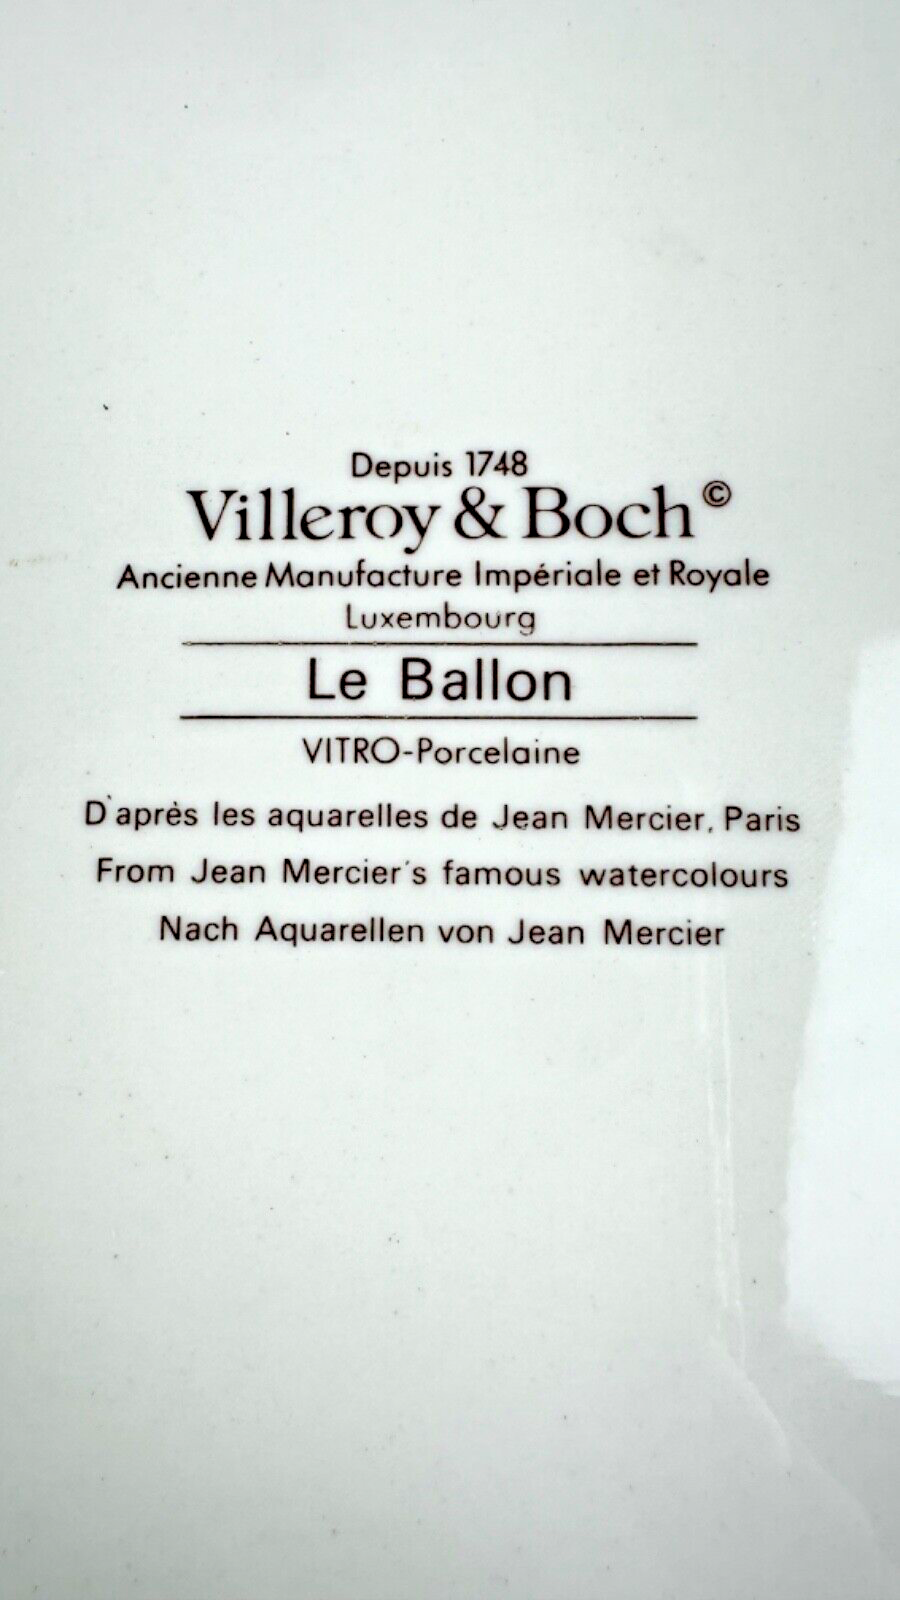 Depuis 1748
Villeroy & Boch©
Ancienne Manufacture Impériale et Royale
Luxembourg
Le Ballon
VITRO-Porcelaine
D'après les aquarelles de Jean Mercier, Paris
From Jean Mercier's famous watercolours
Nach Aquarellen von Jean Mercier